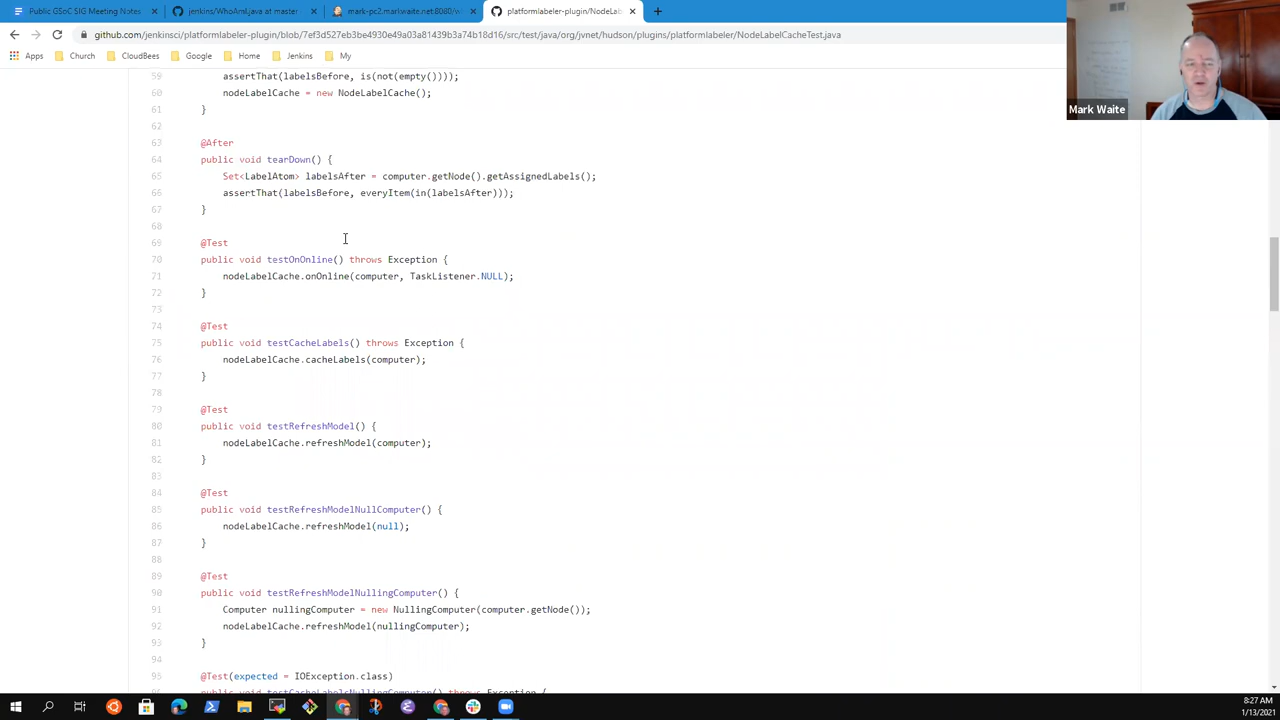 Public GSoC SIG Meeting Notes
jenkins/WhoAmI.java at master
mark-pc2.markwaite.net:8080/w
platformlabeler-plugin/NodeLab
github.com/jenkinsci/platformlabeler-plugin/blob/7ef3d527eb3be4930e49a03a81439b3a74b18d16/src/test/java/org/jvnet/hudson/plugins/platformlabeler/NodeLabelCacheTest.java
Apps
Church
CloudBees
Google
Home
Jenkins
My
Mark Waite
59 assertThat(labelsBefore, is(not(empty())));
60 nodeLabelCache = new NodeLabelCache();
61 }
62
63 @After
64 public void tearDown() {
65 Set<LabelAtom> labelsAfter = computer.getNode().getAssignedLabels();
66 assertThat(labelsBefore, everyItem(in(labelsAfter)));
67 }
68
69 @Test
70 public void testOnOnline() throws Exception {
71 nodeLabelCache.onOnline(computer, TaskListener.NULL);
72 }
73
74 @Test
75 public void testCacheLabels() throws Exception {
76 nodeLabelCache.cacheLabels(computer);
77 }
78
79 @Test
80 public void testRefreshModel() {
81 nodeLabelCache.refreshModel(computer);
82 }
83
84 @Test
85 public void testRefreshModelNullComputer() {
86 nodeLabelCache.refreshModel(null);
87 }
88
89 @Test
90 public void testRefreshModelNullingComputer() {
91 Computer nullingComputer = new NullingComputer(computer.getNode());
92 nodeLabelCache.refreshModel(nullingComputer);
93 }
94
95 @Test(expected = IOException.class)
96 public void testCacheLabelsNullingComputer() throws Exception {
8:27 AM
1/13/2021